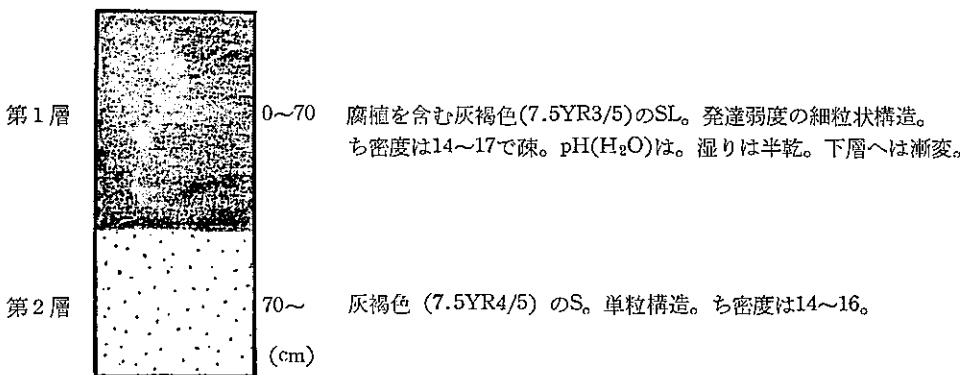 第1層
0~70
腐植を含む灰褐色(7.5YR3/5)のSL。発達弱度の細粒状構造。
ち密度は14~17で疎。pH(H₂O)は。湿りは半乾。下層へは漸変。
第2層
70~
灰褐色 (7.5YR4/5) のS。単粒構造。ち密度は14~16。
(cm)